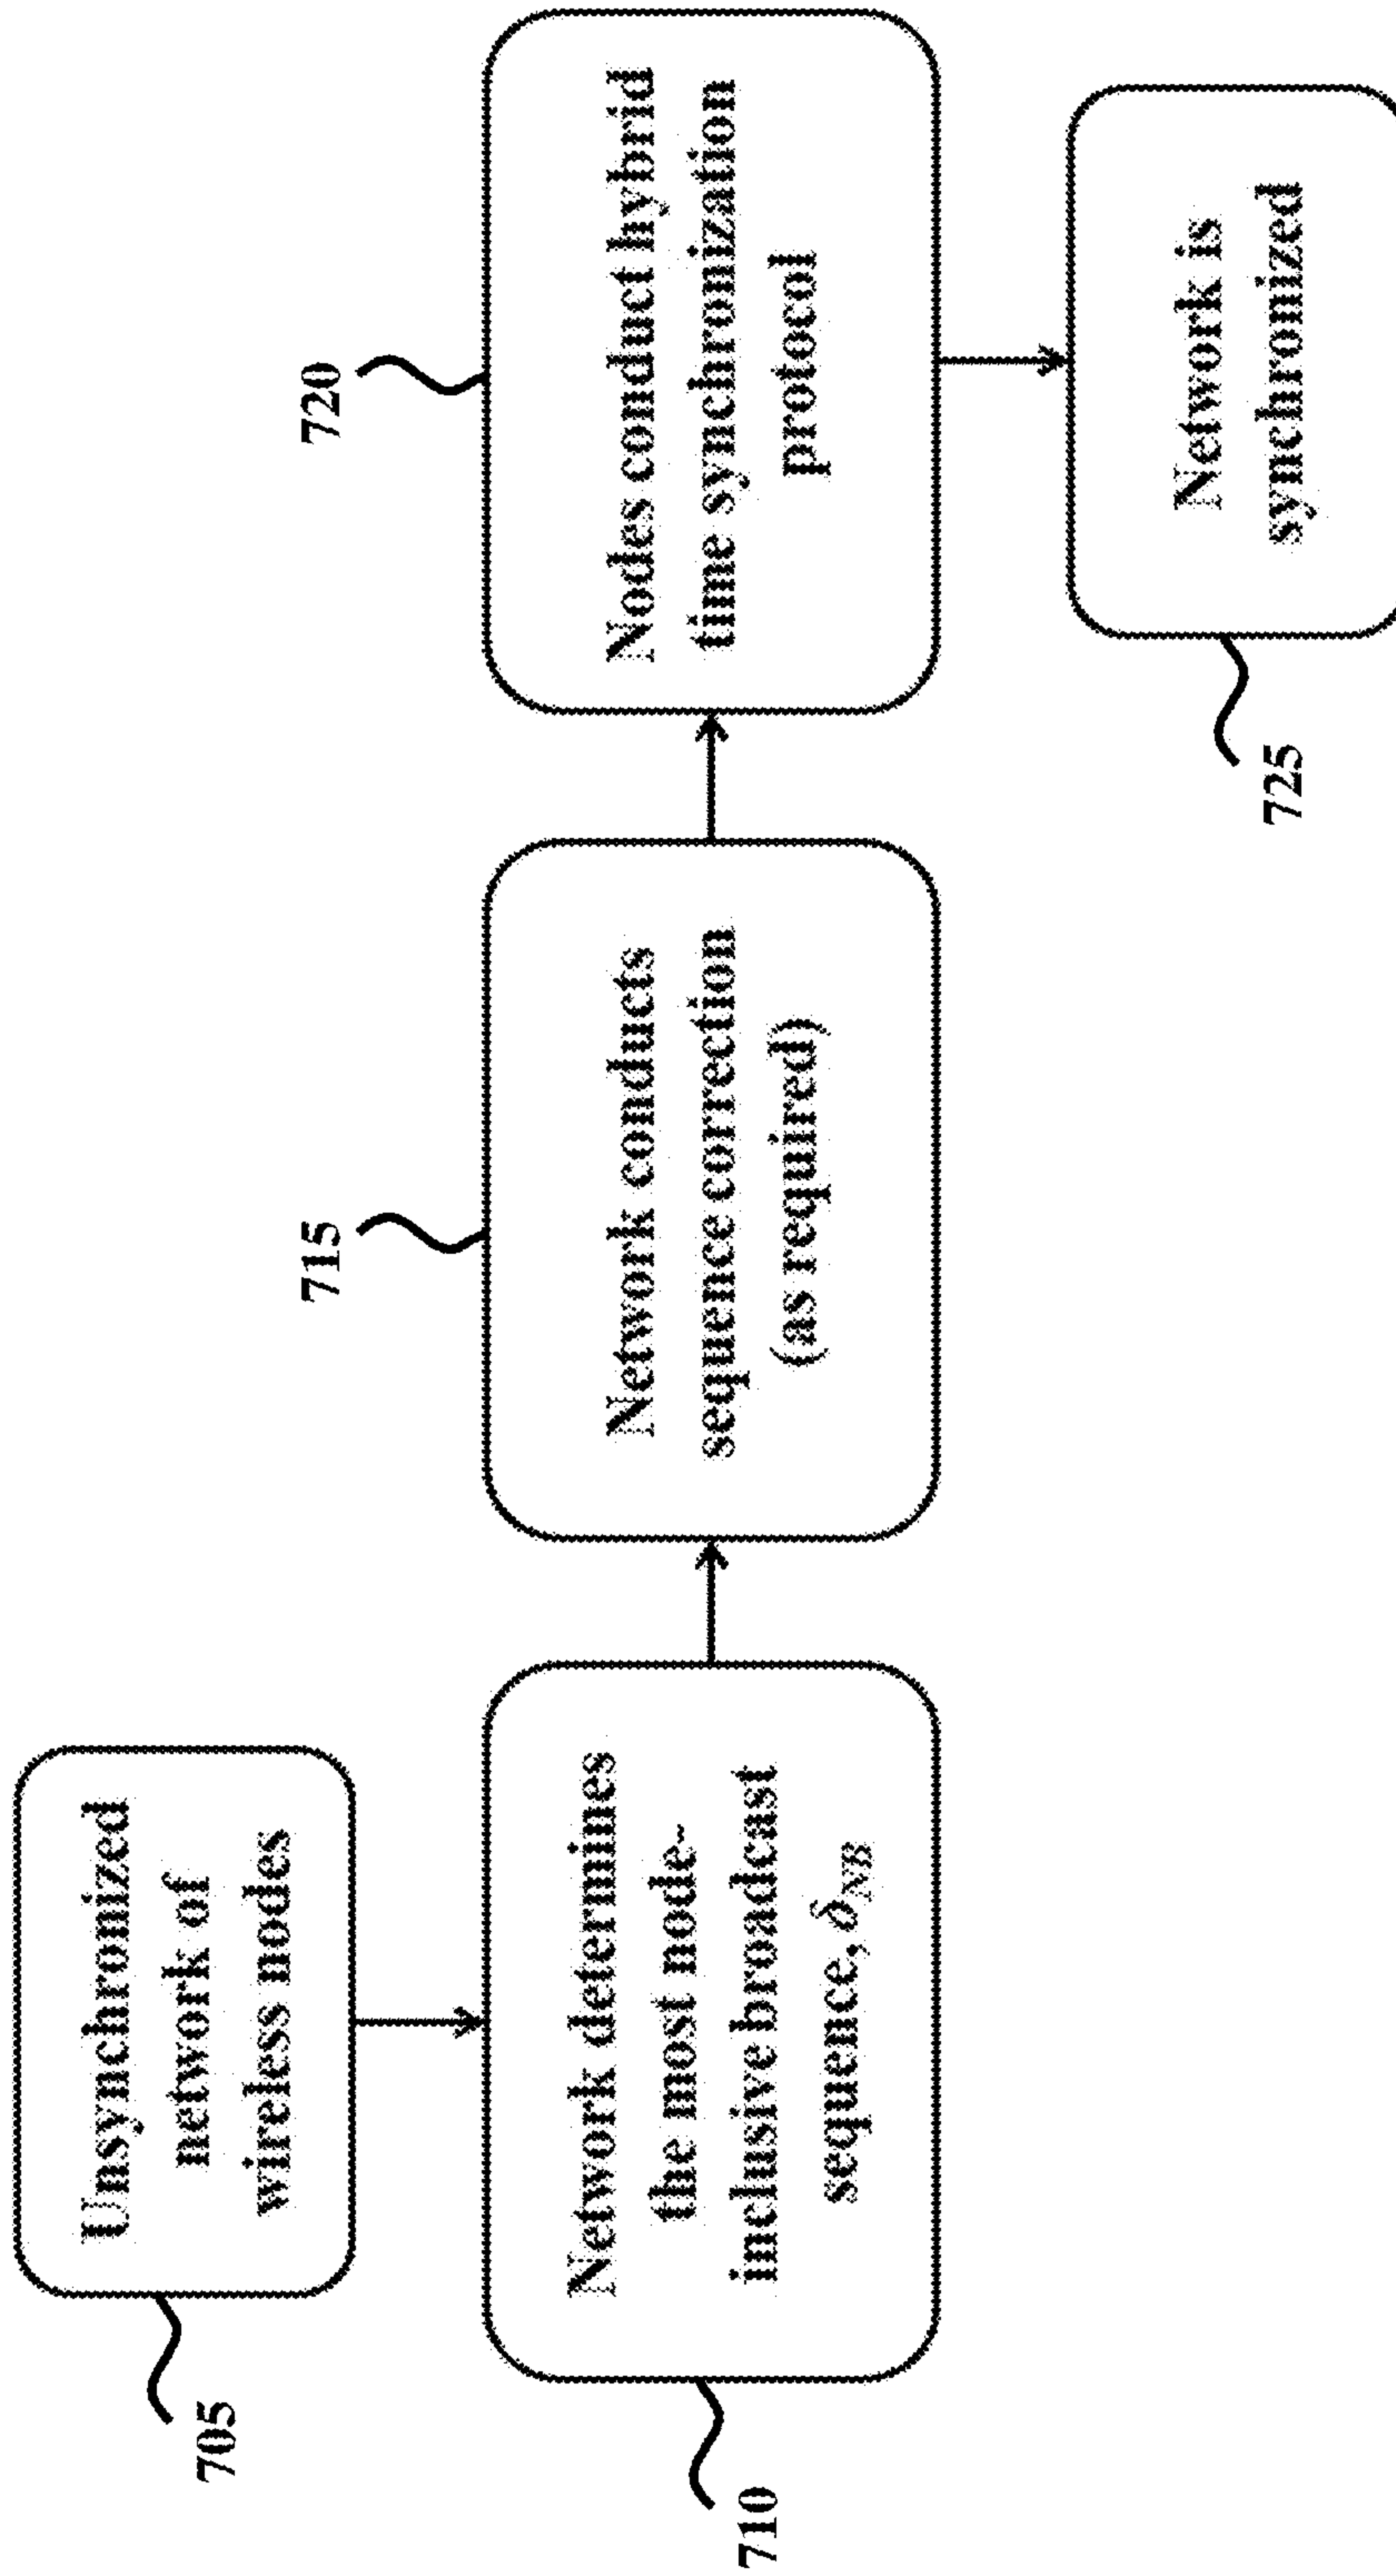 705
Unsynchronized
network of
wireless nodes
710
Network determines
the most node-
inclusive broadcast
sequence, δNB
715
Network conducts
sequence correction
(as required)
720
Nodes conduct hybrid
time synchronization
protocol
725
Network is
synchronized